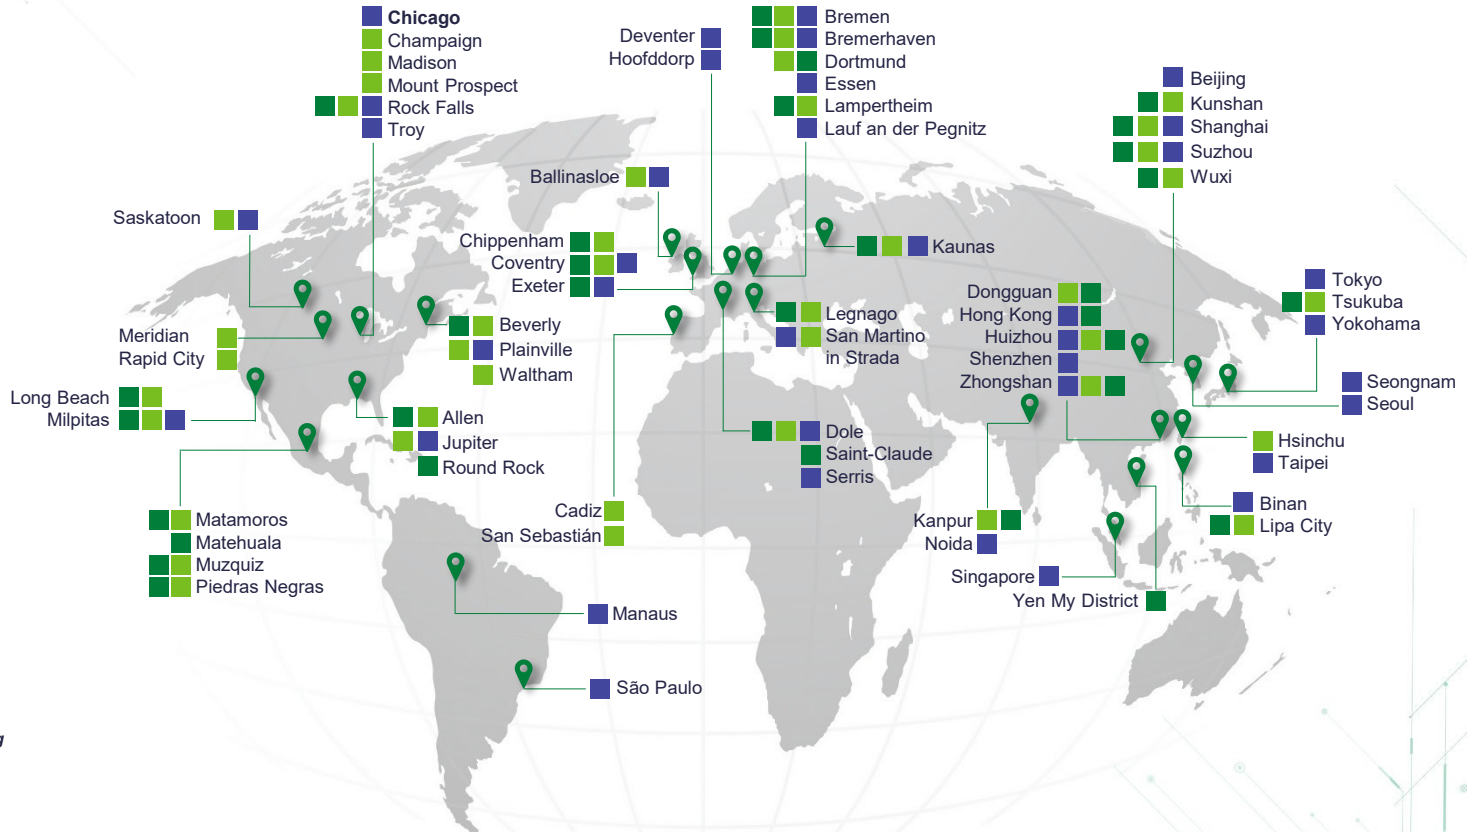 Chicago
Champaign
Madison
Mount Prospect
Rock Falls
Troy
Deventer
Hoofddorp
Bremen
Bremerhaven
Dortmund
Essen
Lampertheim
Lauf an der Pegnitz
Beijing
Kunshan
Shanghai
Suzhou
Wuxi
Ballinasloe
Saskatoon
Chippenham
Coventry
Exeter
Kaunas
Tokyo
Tsukuba
Yokohama
Dongguan
Hong Kong
Huizhou
Shenzhen
Zhongshan
Legnago
San Martino
in Strada
Beverly
Plainville
Waltham
Meridian
Rapid City
Long Beach
Milpitas
Allen
Jupiter
Round Rock
Seongnam
Seoul
Dole
Saint-Claude
Serris
Hsinchu
Taipei
Binan
Lipa City
Cadiz
San Sebastián
Kanpur
Noida
Matamoros
Matehuala
Muzquiz
Piedras Negras
Singapore
Yen My District
Manaus
São Paulo